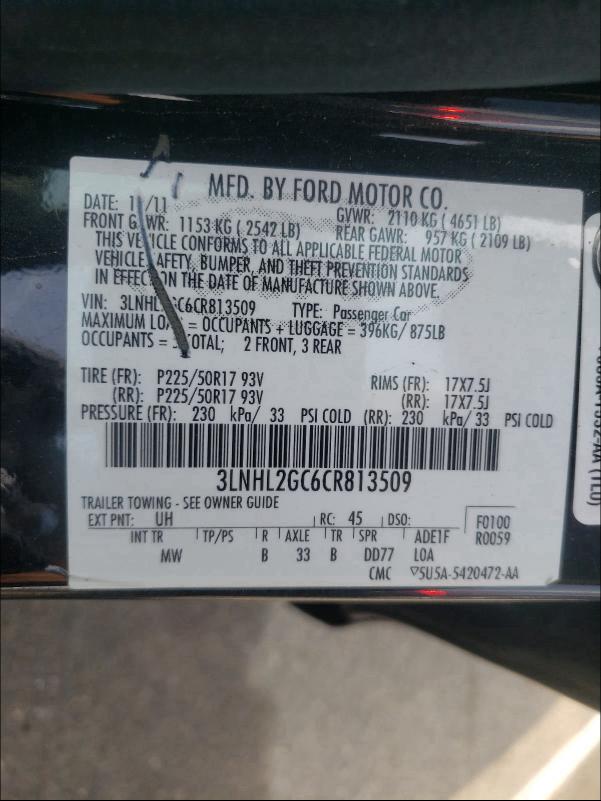 MFD. BY FORD MOTOR CO.
DATE: /11 GVWR: 2110 KG ( 4651 LB)
FRONT GAWR: 1153 KG ( 2542 LB) REAR GAWR: 957 KG ( 2109 LB)
THIS VEHICLE CONFORMS TO ALL APPLICABLE FEDERAL MOTOR
VEHICLE SAFETY, BUMPER, AND THEFT PREVENTION STANDARDS
IN EFFECT ON THE DATE OF MANUFACTURE SHOWN ABOVE.
VIN: 3LNHL2GC6CR813509 TYPE: Passenger Car
MAXIMUM LOAD = OCCUPANTS + LUGGAGE = 396KG/ 875LB
OCCUPANTS = 5 TOTAL; 2 FRONT, 3 REAR
TIRE (FR): P225/50R17 93V RIMS (FR): 17X7.5J
(RR): P225/50R17 93V (RR): 17X7.5J
PRESSURE (FR): 230 kPa/ 33 PSI COLD (RR): 230 kPa/ 33 PSI COLD
3LNHL2GC6CR813509
TRAILER TOWING - SEE OWNER GUIDE
EXT PNT: UH RC: 45 DSO: F0100
INT TR TP/PS R AXLE TR SPR ADE1F R0059
MW B 33 B DD77 LOA
CMC ▽5U5A-5420472-AA